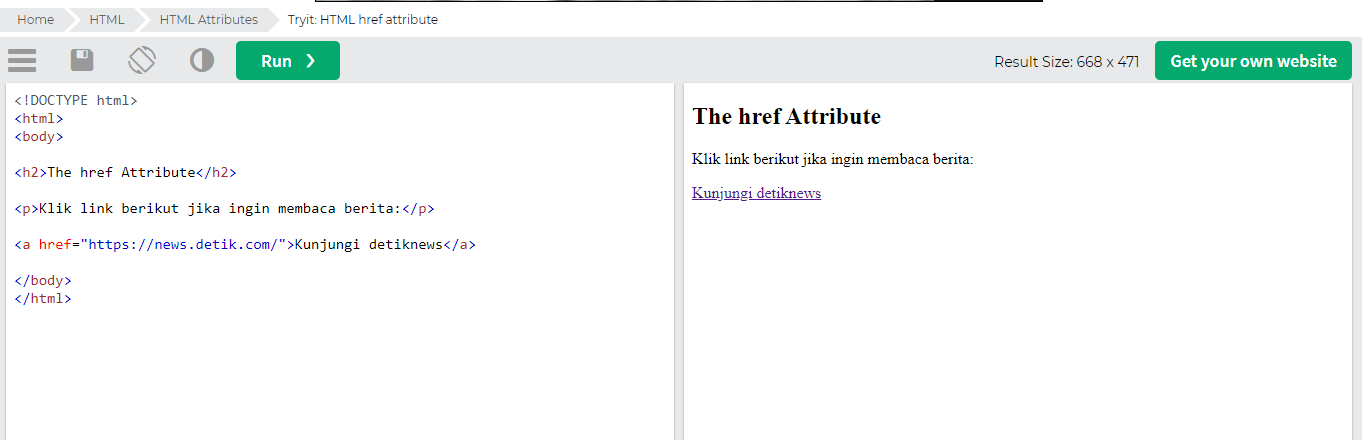 Home HTML HTML Attributes Tryit: HTML href attribute
Run ❯ Result Size: 668 x 471 Get your own website
<!DOCTYPE html>
<html>
<body>
<h2>The href Attribute</h2>
<p>Klik link berikut jika ingin membaca berita:</p>
<a href="https://news.detik.com/">Kunjungi detiknews</a>
</body>
</html>
The href Attribute
Klik link berikut jika ingin membaca berita:
Kunjungi detiknews